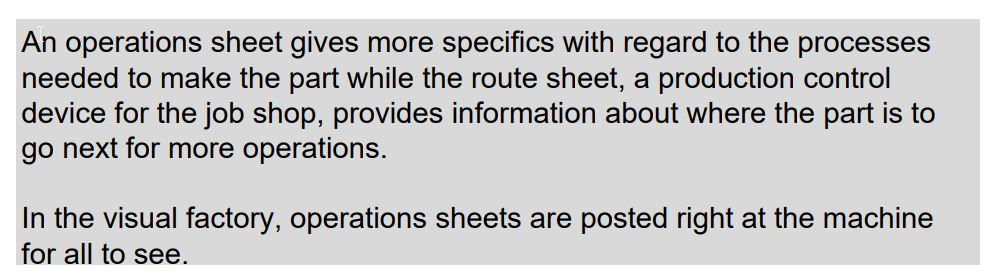 An operations sheet gives more specifics with regard to the processes
needed to make the part while the route sheet, a production control
device for the job shop, provides information about where the part is to
go next for more operations.
In the visual factory, operations sheets are posted right at the machine
for all to see.